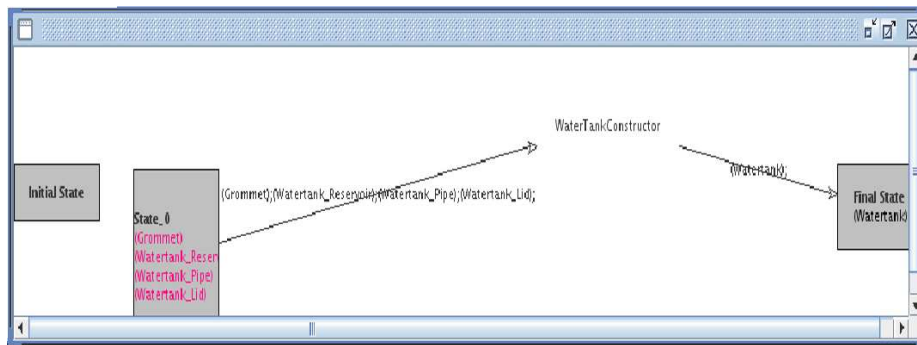 WaterTankConstructor
Initial State
State_0
(Grommet)
(Watertank_Reser
(Watertank_Pipe)
(Watertank_Lid)
(Grommet);(Watertank_Reservoir);(Watertank_Pipe);(Watertank_Lid);
(Watertank);
Final State
(Watertank)